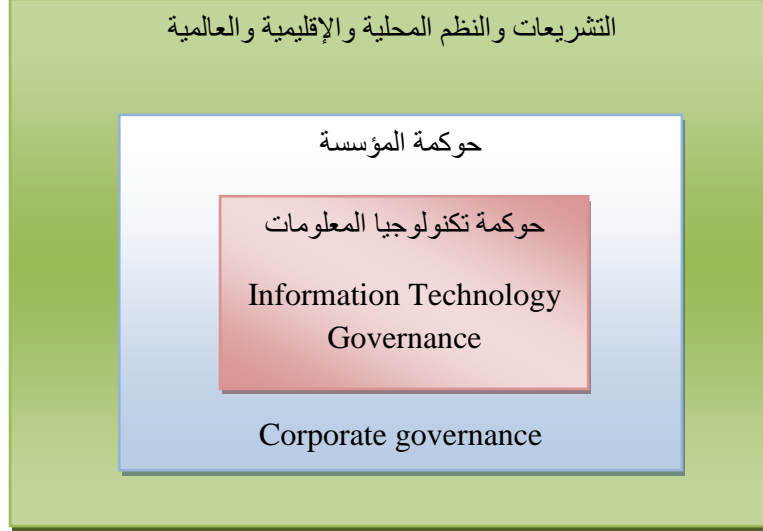 التشريعات والنظم المحلية والإقليمية والعالمية
حوكمة المؤسسة
حوكمة تكنولوجيا المعلومات
Information Technology
Governance
Corporate governance